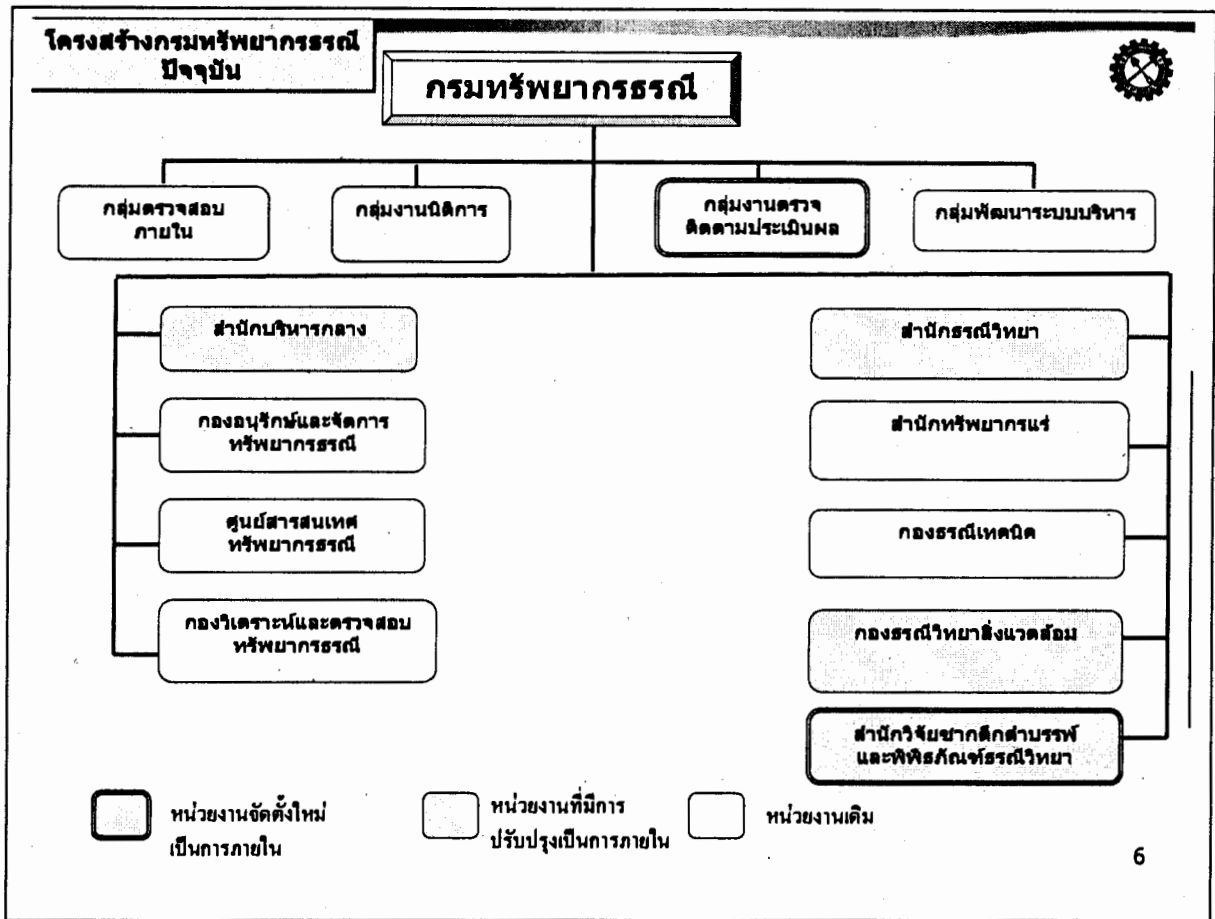 โครงสร้างกรมทรัพยากรธรณี
ปัจจุบัน
กรมทรัพยากรธรณี
กลุ่มตรวจสอบ
ภายใน
กลุ่มงานนิติการ
กลุ่มงานตรวจ
ติดตามประเมินผล
กลุ่มพัฒนาระบบบริหาร
สำนักบริหารกลาง
กองอนุรักษ์และจัดการ
ทรัพยากรธรณี
ศูนย์สารสนเทศ
ทรัพยากรธรณี
กองวิเคราะห์และตรวจสอบ
ทรัพยากรธรณี
สำนักธรณีวิทยา
สำนักทรัพยากรแร่
กองธรณีเทคนิค
กองธรณีวิทยาสิ่งแวดล้อม
สำนักวิจัยซากดึกดำบรรพ์
และพิพิธภัณฑ์ธรณีวิทยา
หน่วยงานจัดตั้งใหม่
เป็นการภายใน
หน่วยงานที่มีการ
ปรับปรุงเป็นการภายใน
หน่วยงานเดิม
6